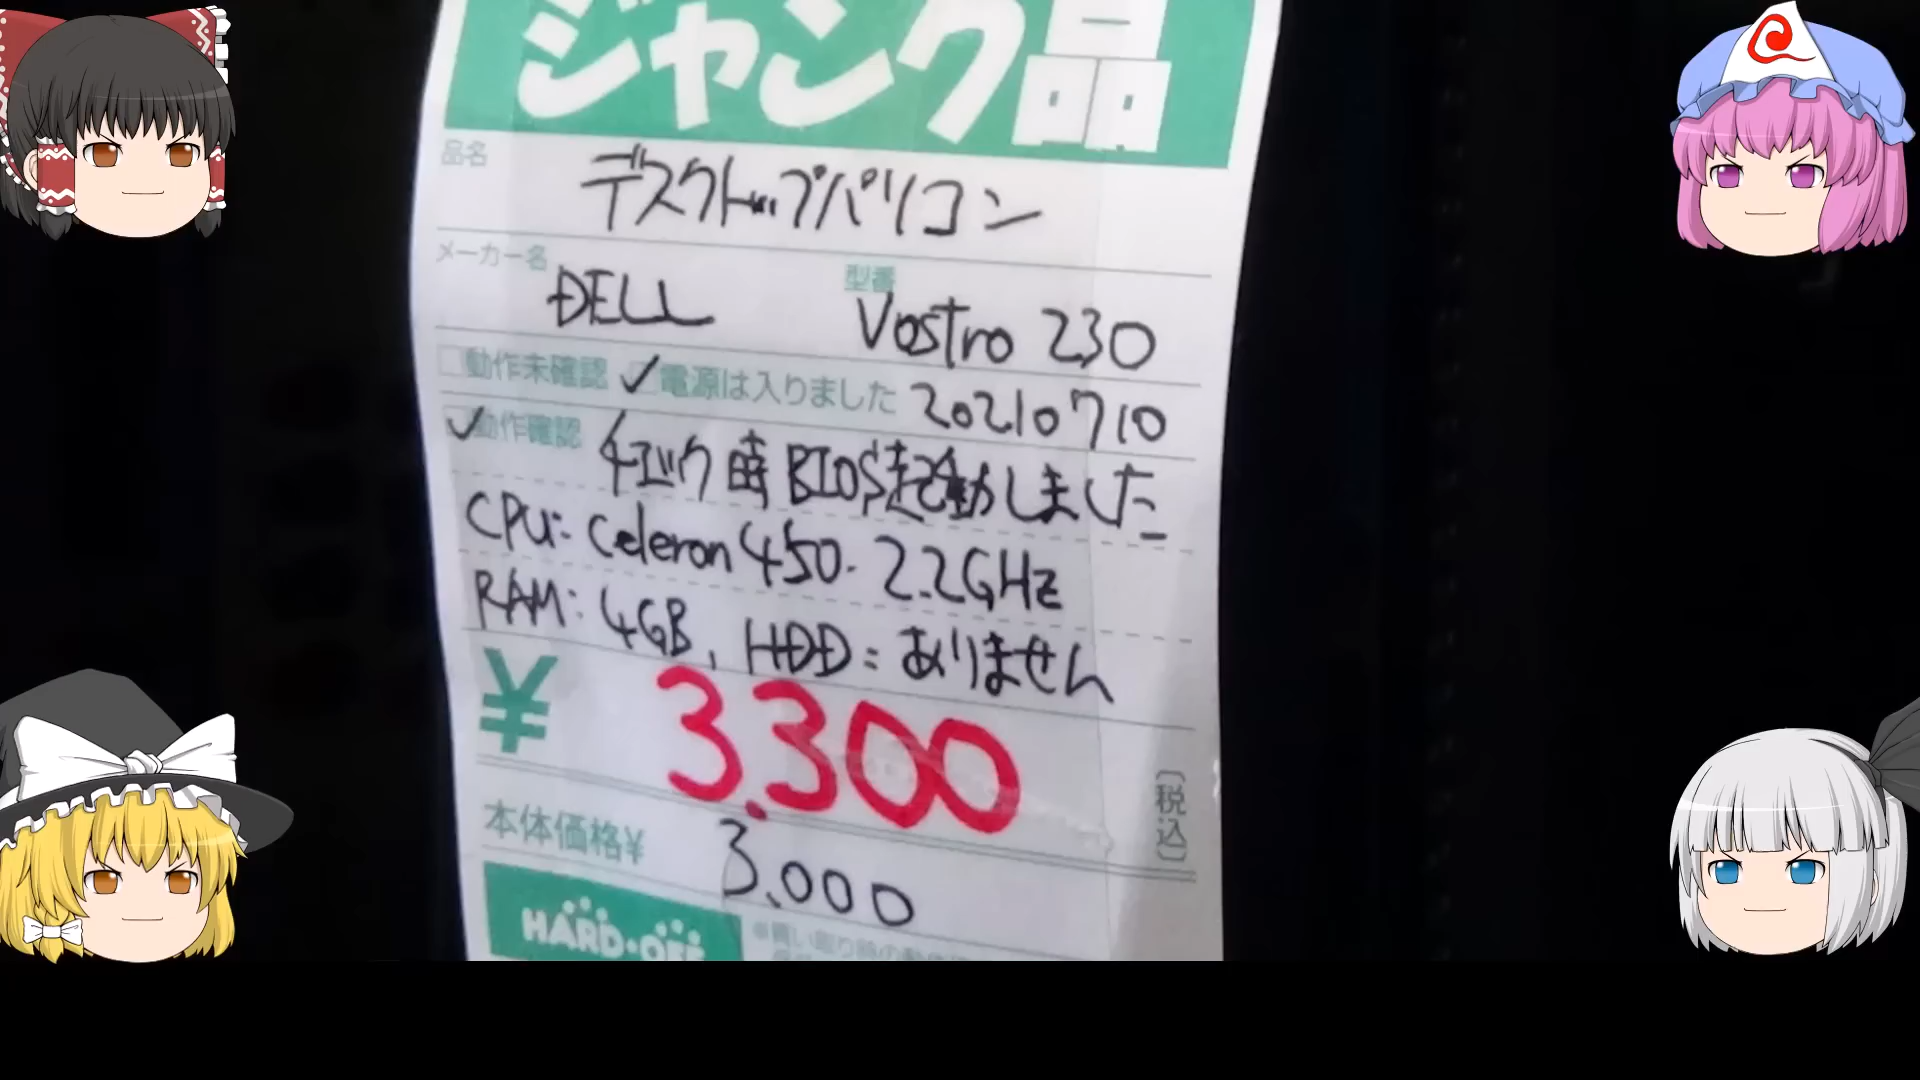 ジャンク品
品名 デスクトップパソコン
メーカー名 DELL 型番 Vostro 230
動作未確認 ✓電源は入りました 20210710
✓動作確認 チェック時BIOS起動しました
CPU: Celeron 450. 2.2GHz
RAM: 4GB, HDD: ありません
¥ 3.300 〔税込〕
本体価格¥ 3.000
HARD・OFF